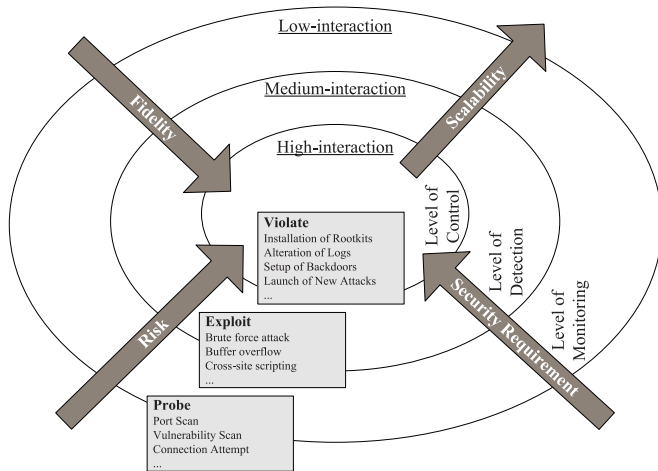 Low-interaction
Medium-interaction
High-interaction
Fidelity
Scalability
Risk
Security Requirement
Level of
Control
Level of
Detection
Level of
Monitoring
Violate
Installation of Rootkits
Alteration of Logs
Setup of Backdoors
Launch of New Attacks
...
Exploit
Brute force attack
Buffer overflow
Cross-site scripting
...
Probe
Port Scan
Vulnerability Scan
Connection Attempt
...